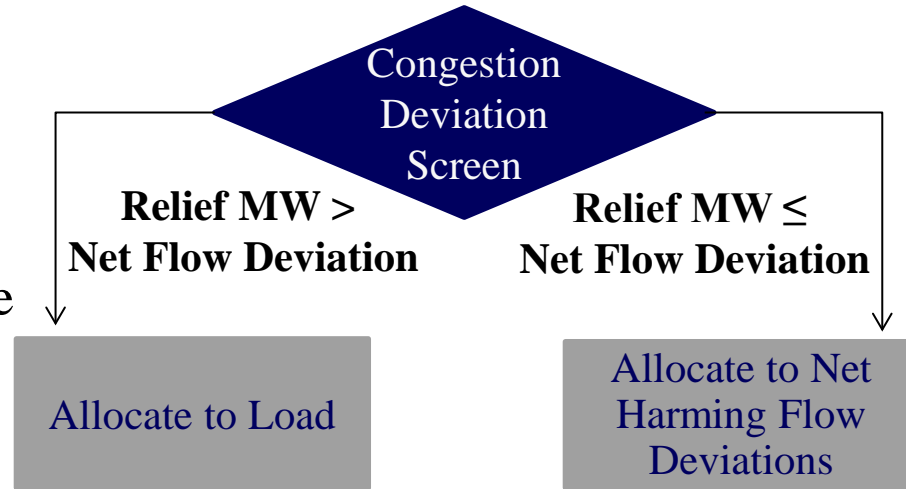 Congestion
Deviation
Screen
Relief MW >
Net Flow Deviation
Relief MW ≤
Net Flow Deviation
e
Allocate to Load
Allocate to Net
Harming Flow
Deviations